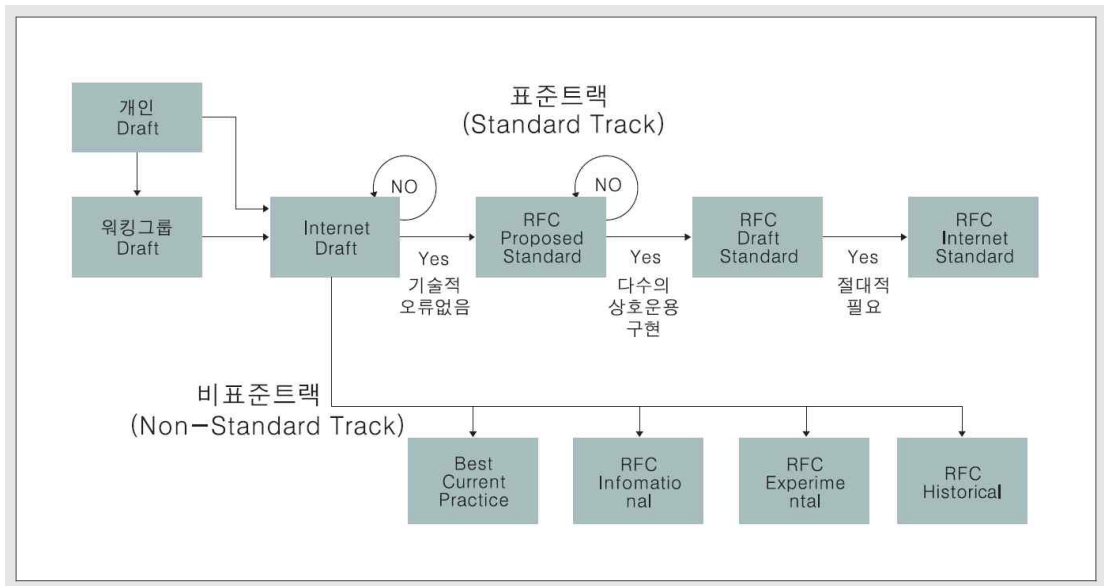 개인
Draft
표준트랙
(Standard Track)
NO
NO
워킹그룹
Draft
Internet
Draft
RFC
Proposed
Standard
RFC
Draft
Standard
RFC
Internet
Standard
Yes
기술적
오류없음
Yes
다수의
상호운용
구현
Yes
절대적
필요
비표준트랙
(Non-Standard Track)
Best
Current
Practice
RFC
Infomatio
nal
RFC
Experime
ntal
RFC
Historical